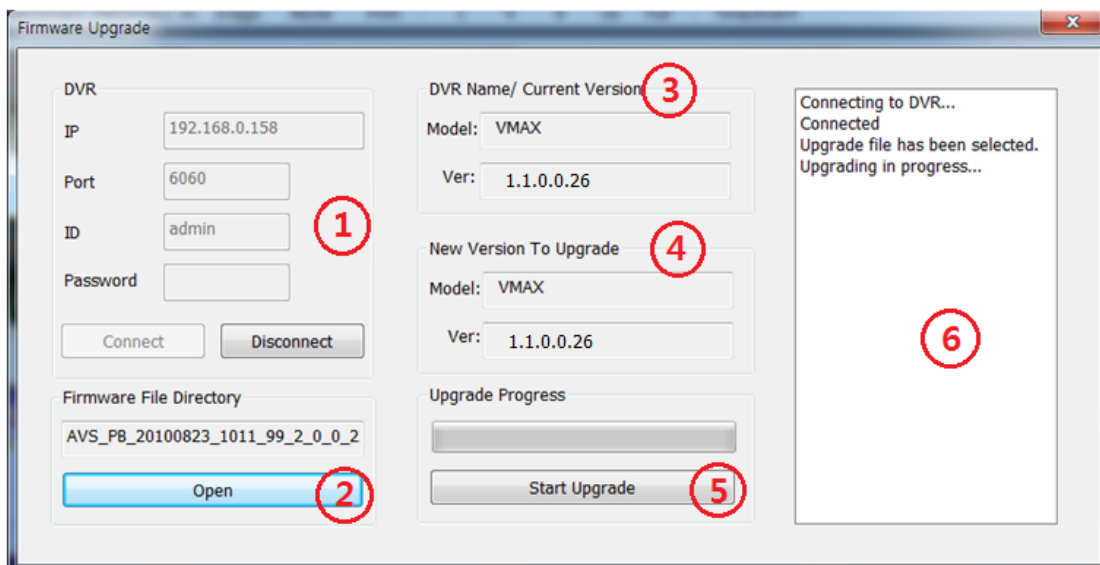 Firmware Upgrade
DVR
IP 192.168.0.158
Port 6060
ID admin
Password
1
Connect Disconnect
Firmware File Directory
AVS_PB_20100823_1011_99_2_0_0_2
Open 2
DVR Name/ Current Version 3
Model: VMAX
Ver: 1.1.0.0.26
New Version To Upgrade 4
Model: VMAX
Ver: 1.1.0.0.26
Upgrade Progress
Start Upgrade 5
Connecting to DVR...
Connected
Upgrade file has been selected.
Upgrading in progress...
6